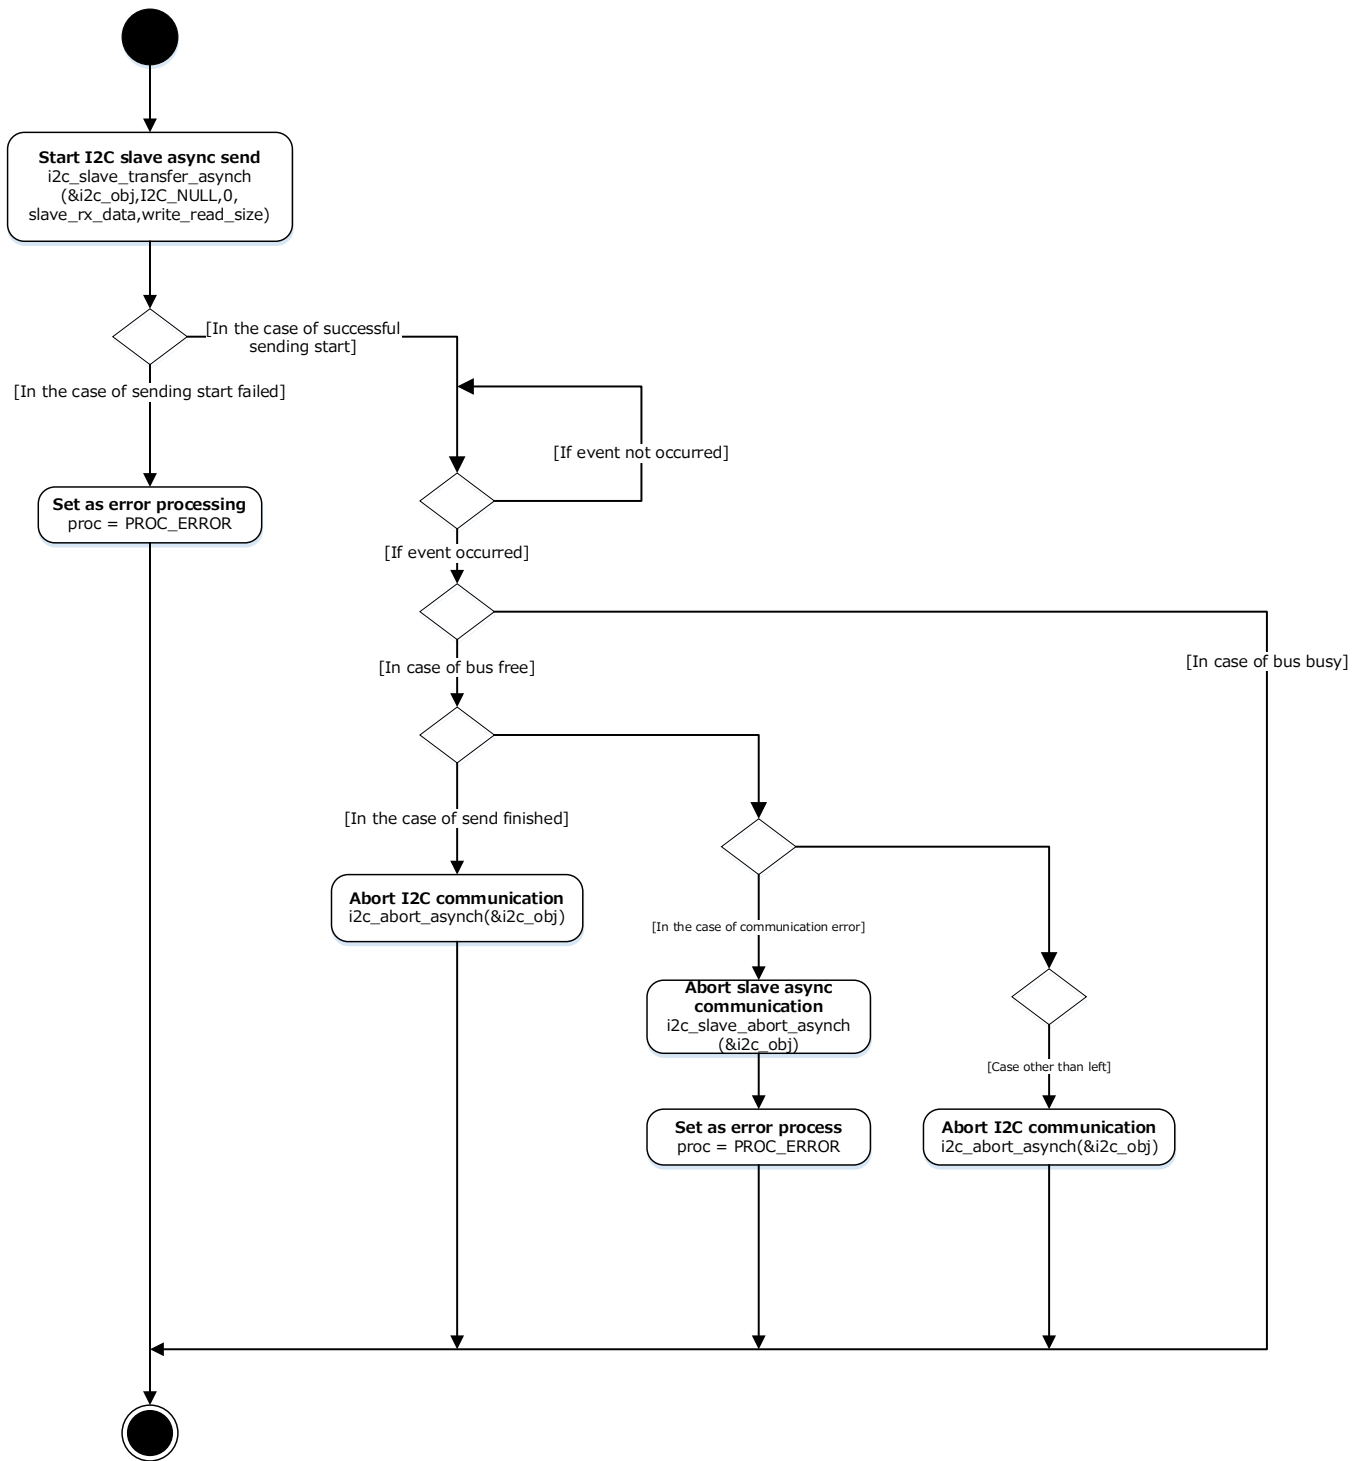 Start I2C slave async send
i2c_slave_transfer_asynch
(&i2c_obj,I2C_NULL,0,
slave_rx_data,write_read_size)
[In the case of successful
sending start]
[In the case of sending start failed]
[If event not occurred]
Set as error processing
proc = PROC_ERROR
[If event occurred]
[In case of bus free]
[In case of bus busy]
[In the case of send finished]
Abort I2C communication
i2c_abort_asynch(&i2c_obj)
[In the case of communication error]
Abort slave async
communication
i2c_slave_abort_asynch
(&i2c_obj)
[Case other than left]
Set as error process
proc = PROC_ERROR
Abort I2C communication
i2c_abort_asynch(&i2c_obj)